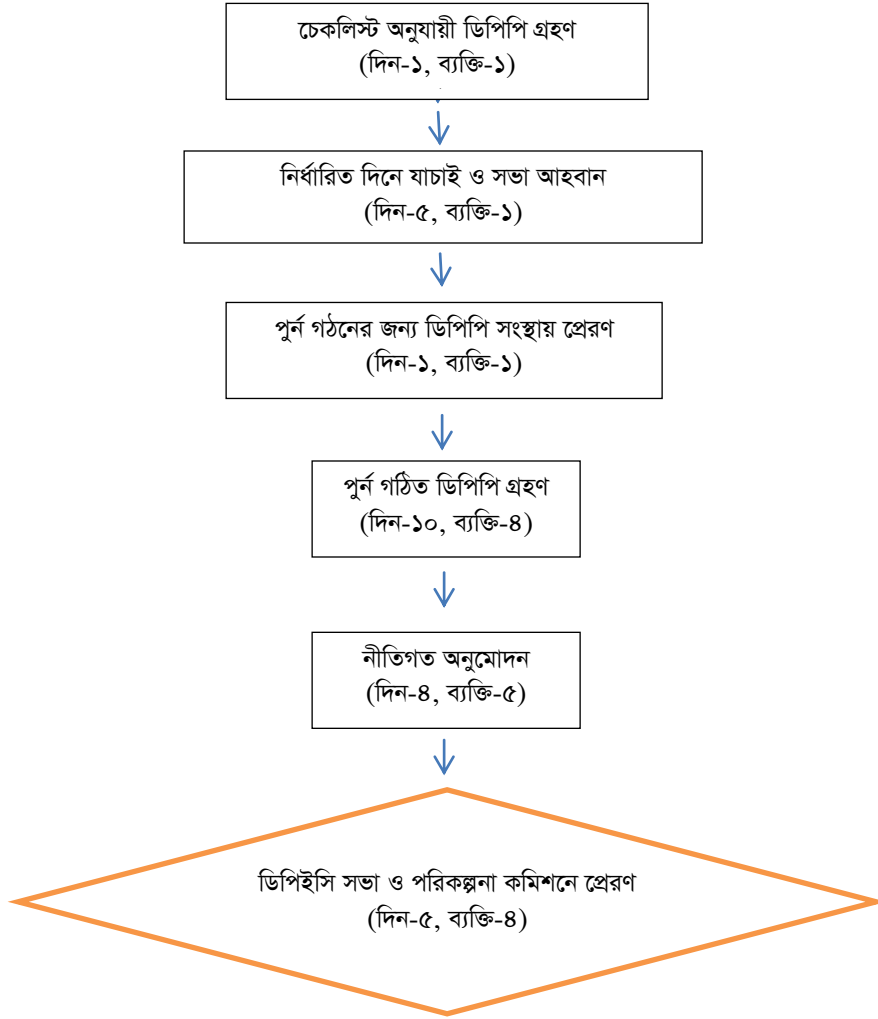 চেকলিস্ট অনুযায়ী ডিপিপি গ্রহণ
(দিন-১, ব্যক্তি-১)
নির্ধারিত দিনে যাচাই ও সভা আহবান
(দিন-৫, ব্যক্তি-১)
পুর্ন গঠনের জন্য ডিপিপি সংস্থায় প্রেরণ
(দিন-১, ব্যক্তি-১)
পুর্ন গঠিত ডিপিপি গ্রহণ
(দিন-১০, ব্যক্তি-৪)
নীতিগত অনুমোদন
(দিন-৪, ব্যক্তি-৫)
ডিপিইসি সভা ও পরিকল্পনা কমিশনে প্রেরণ
(দিন-৫, ব্যক্তি-৪)